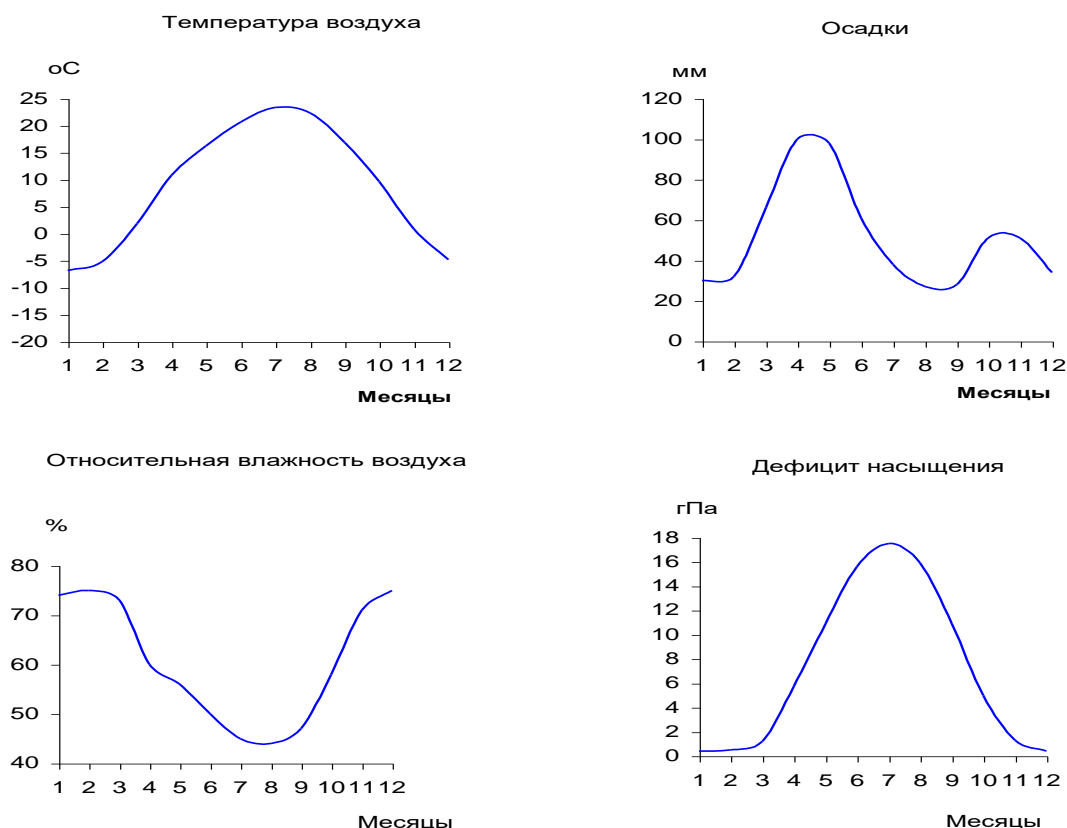 Температура воздуха
оС
25
20
15
10
5
0
-5
-10
-15
-20
1 2 3 4 5 6 7 8 9 10 11 12
Месяцы
Осадки
мм
120
100
80
60
40
20
0
1 2 3 4 5 6 7 8 9 10 11 12
Месяцы
Относительная влажность воздуха
%
80
70
60
50
40
1 2 3 4 5 6 7 8 9 10 11 12
Месяцы
Дефицит насыщения
гПа
18
16
14
12
10
8
6
4
2
0
1 2 3 4 5 6 7 8 9 10 11 12
Месяцы